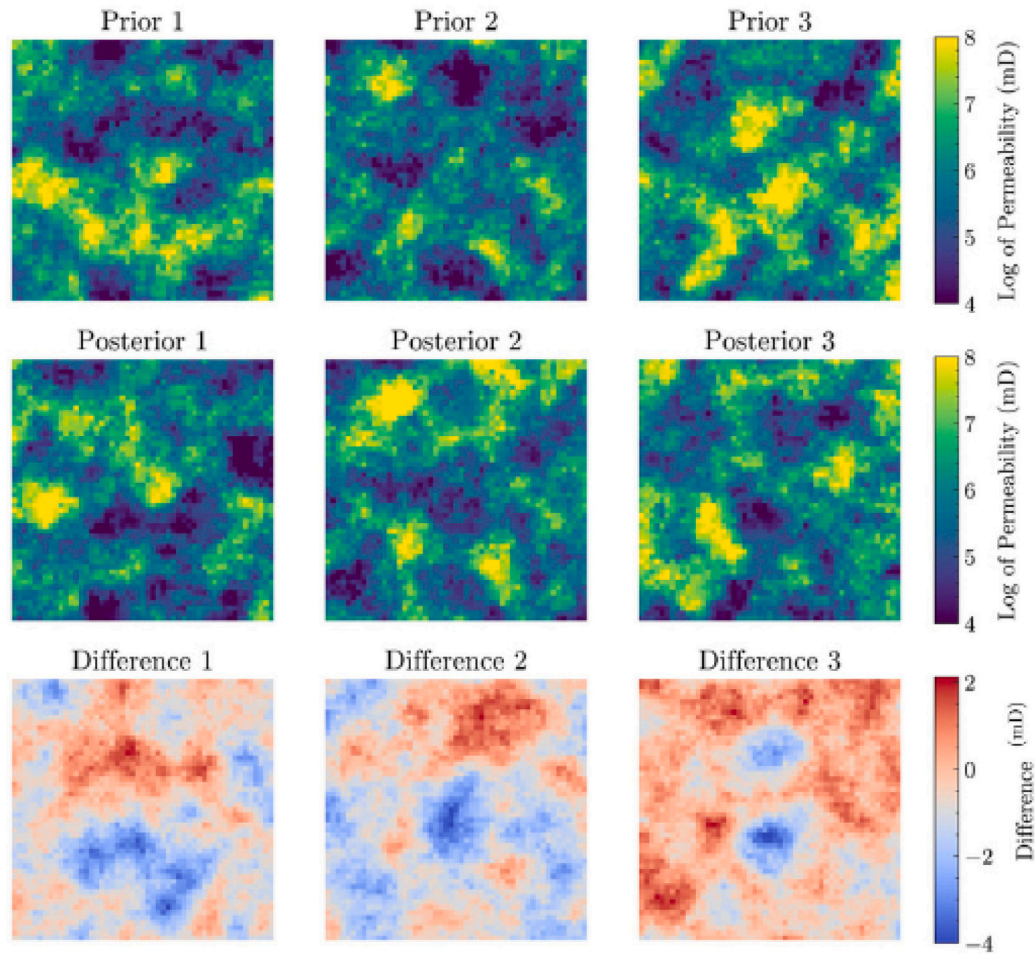 Prior 1
Prior 2
Prior 3
8
7
6
5
4
Log of Permeability (mD)
Posterior 1
Posterior 2
Posterior 3
8
7
6
5
4
Log of Permeability (mD)
Difference 1
Difference 2
Difference 3
2
0
−2
−4
Difference (mD)